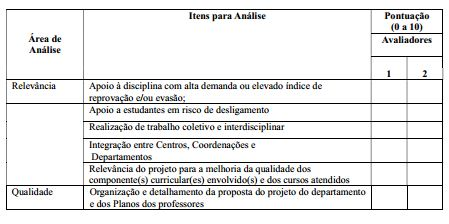 Área de
Análise
Itens para Análise
Pontuação
(0 a 10)
Avaliadores
1 2
Relevância
Apoio à disciplina com alta demanda ou elevado índice de
reprovação e/ou evasão;
Apoio a estudantes em risco de desligamento
Realização de trabalho coletivo e interdisciplinar
Integração entre Centros, Coordenações e
Departamentos
Relevância do projeto para a melhoria da qualidade dos
componente(s) curricular(es) envolvido(s) e dos cursos atendidos
Qualidade
Organização e detalhamento da proposta do projeto do departamento
e dos Planos dos professores